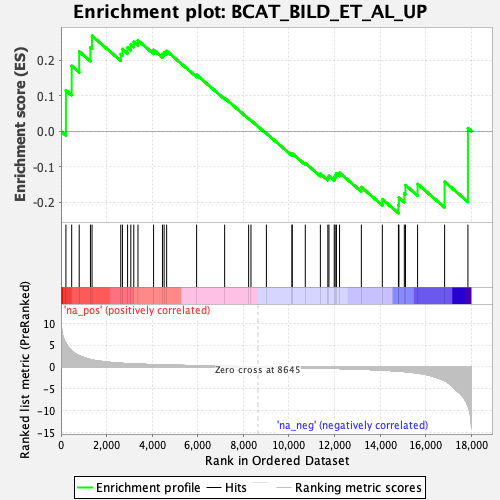 Enrichment plot: BCAT_BILD_ET_AL_UP
Enrichment score (ES)
0.2
0.1
0.0
-0.1
-0.2
'na_pos' (positively correlated)
Ranked list metric (PreRanked)
10
5
0
-5
-10
-15
Zero cross at 8645
'na_neg' (negatively correlated)
0
2,000
4,000
6,000
8,000
10,000
12,000
14,000
16,000
18,000
Rank in Ordered Dataset
Enrichment profile
Hits
Ranking metric scores